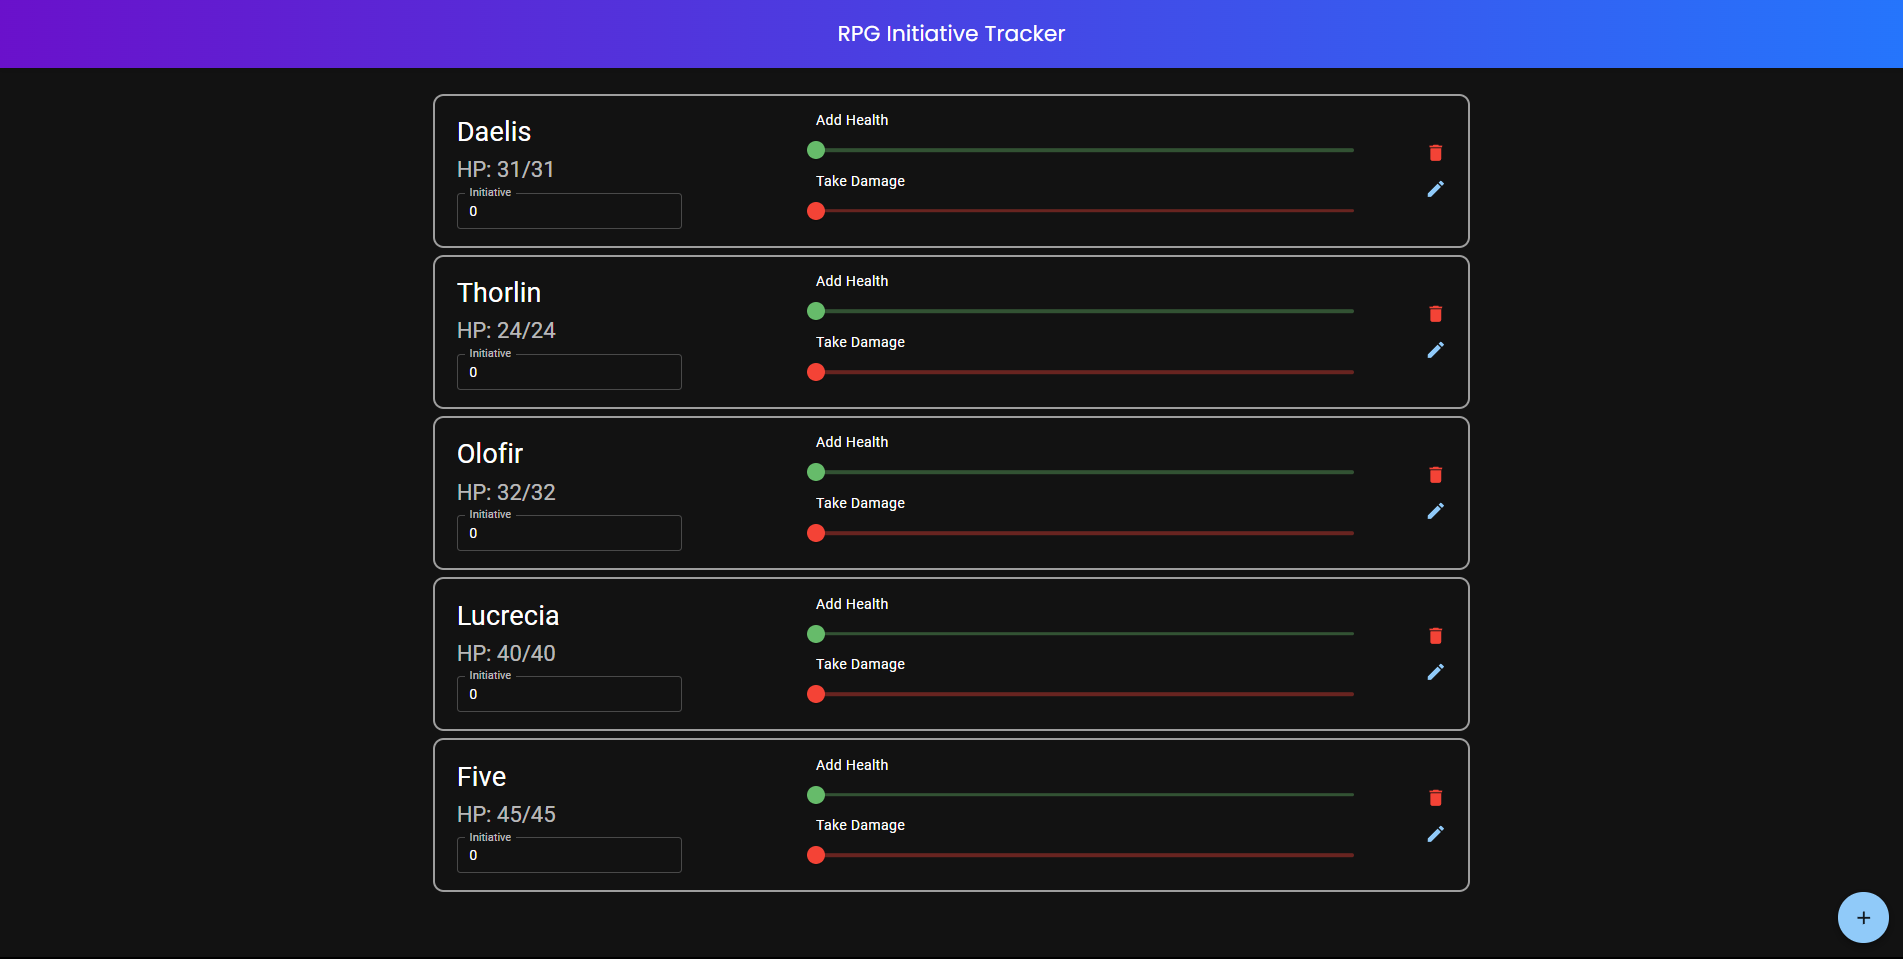 RPG Initiative Tracker
Daelis
HP: 31/31
Initiative
0
Add Health
Take Damage
Thorlin
HP: 24/24
Initiative
0
Add Health
Take Damage
Olofir
HP: 32/32
Initiative
0
Add Health
Take Damage
Lucrecia
HP: 40/40
Initiative
0
Add Health
Take Damage
Five
HP: 45/45
Initiative
0
Add Health
Take Damage
+